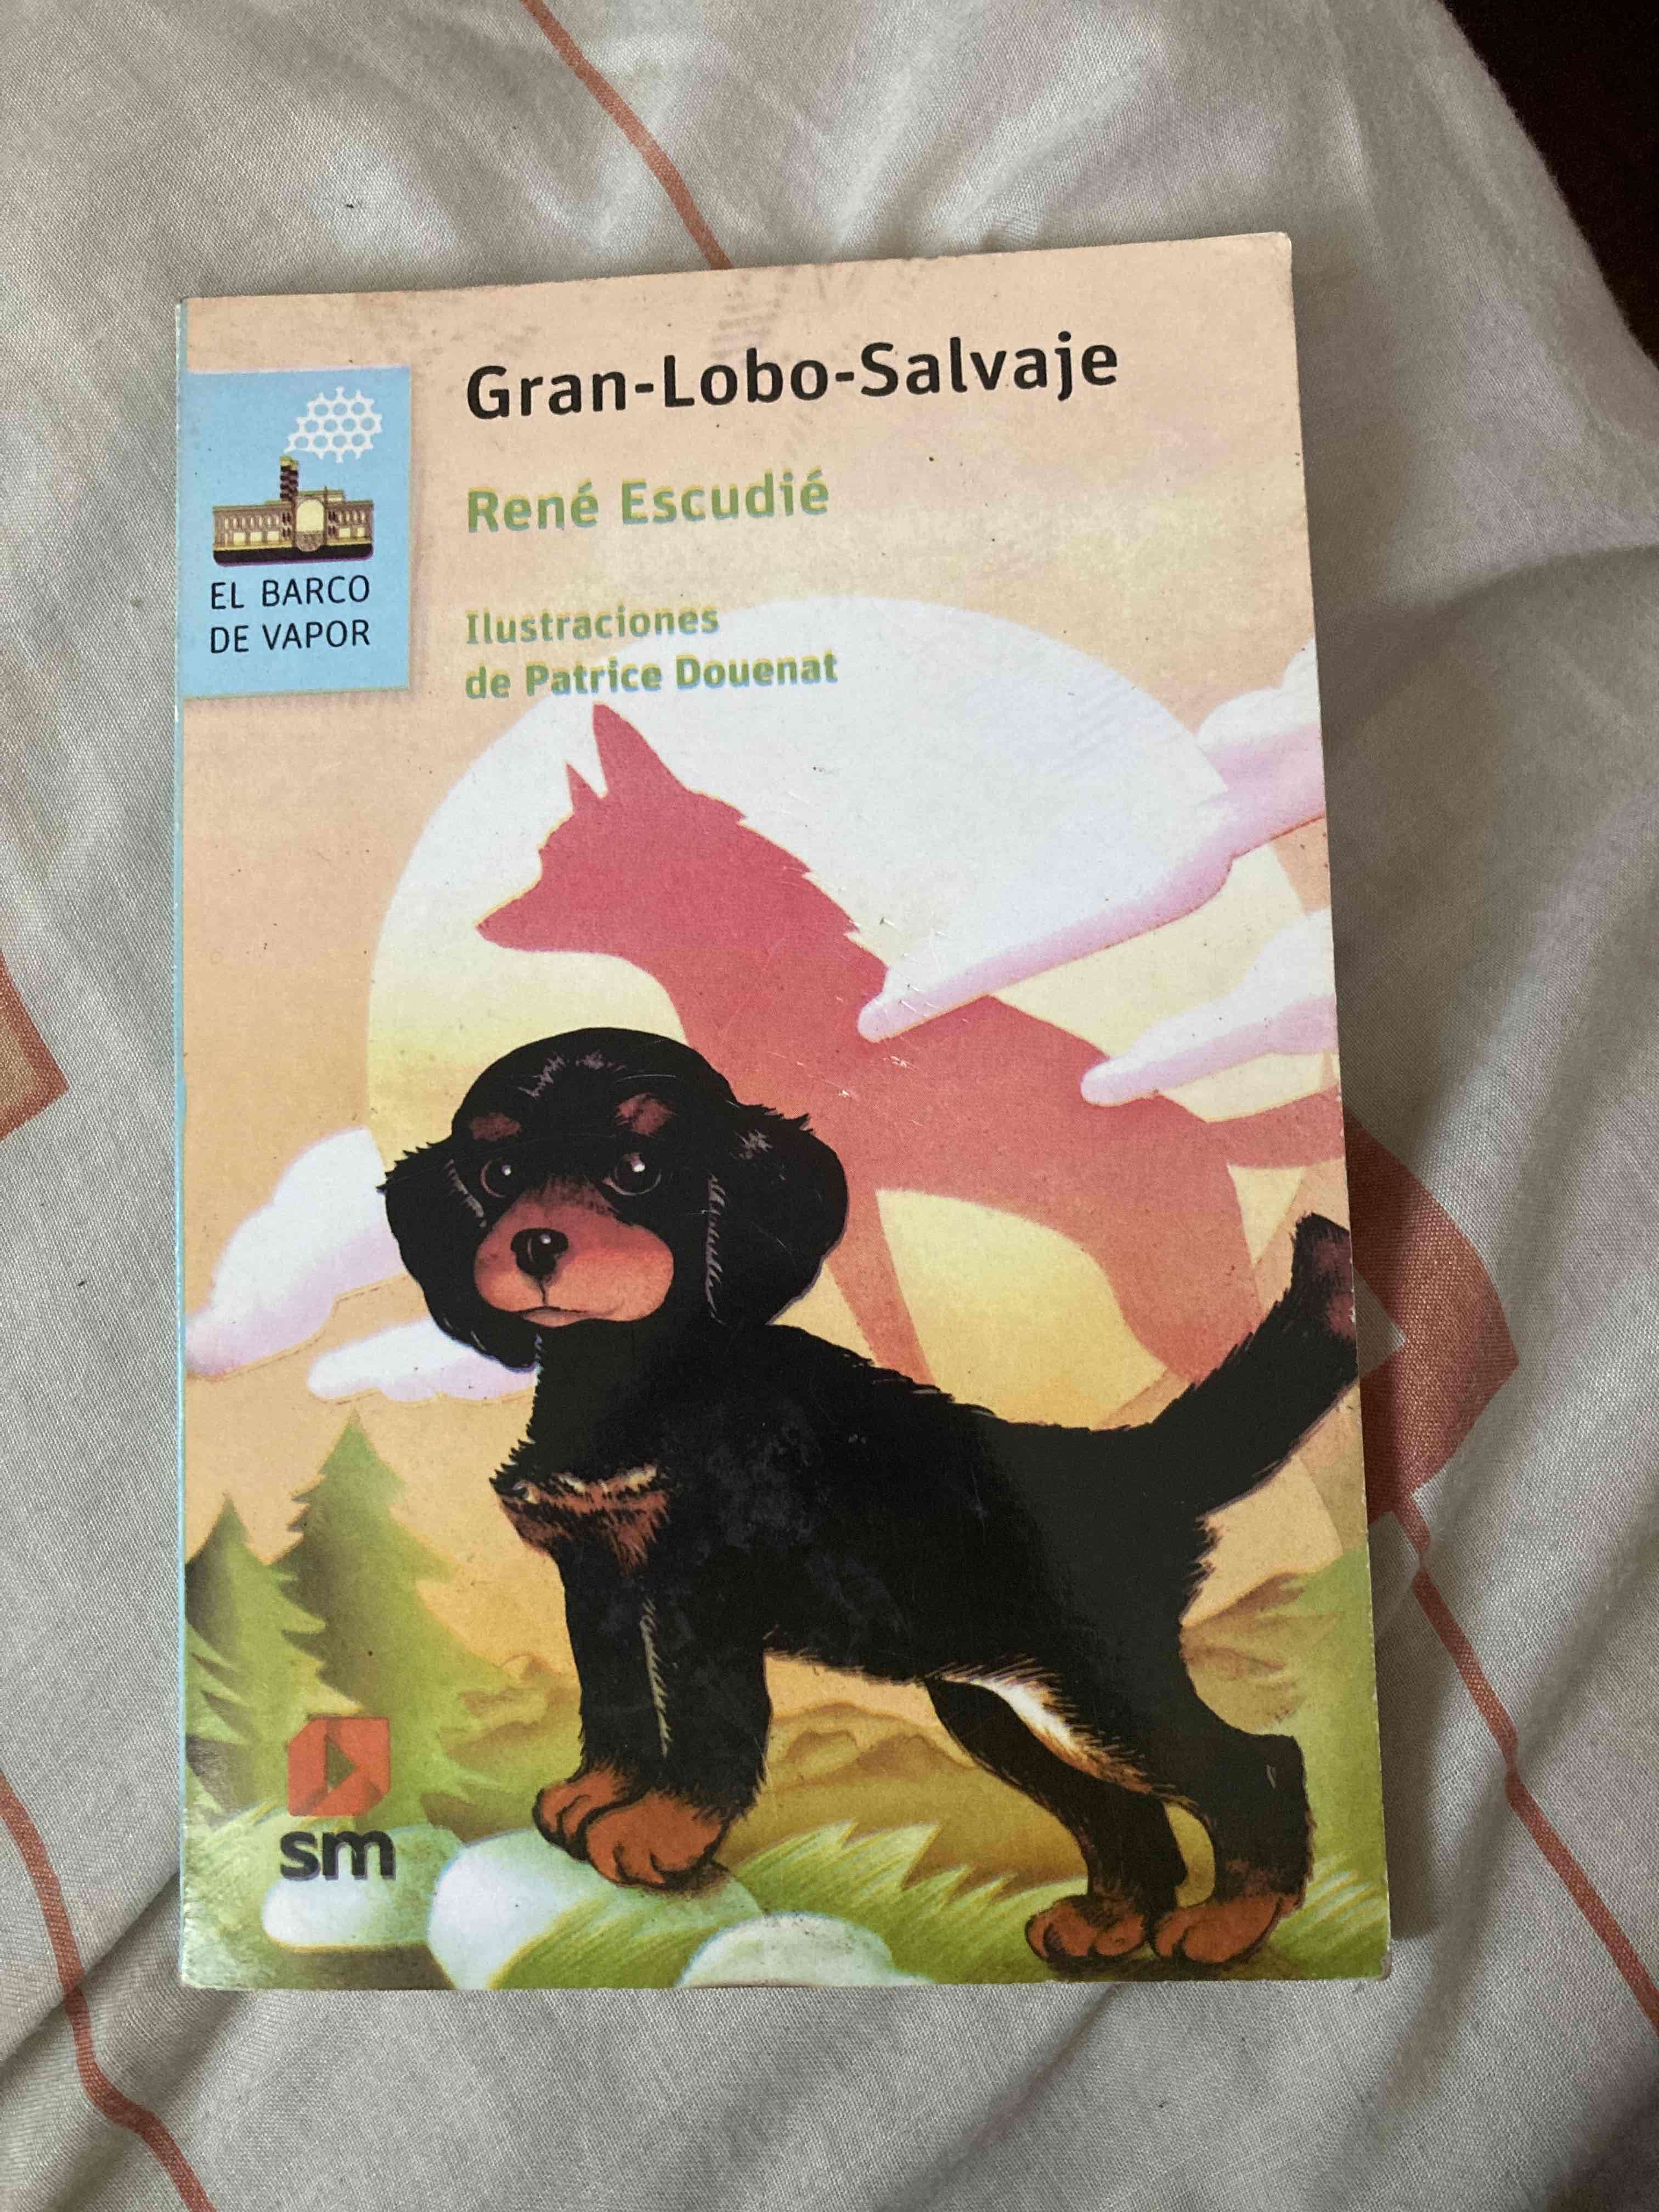 Gran-Lobo-Salvaje
René Escudié
Ilustraciones
de Patrice Douenat
EL BARCO
DE VAPOR
sm